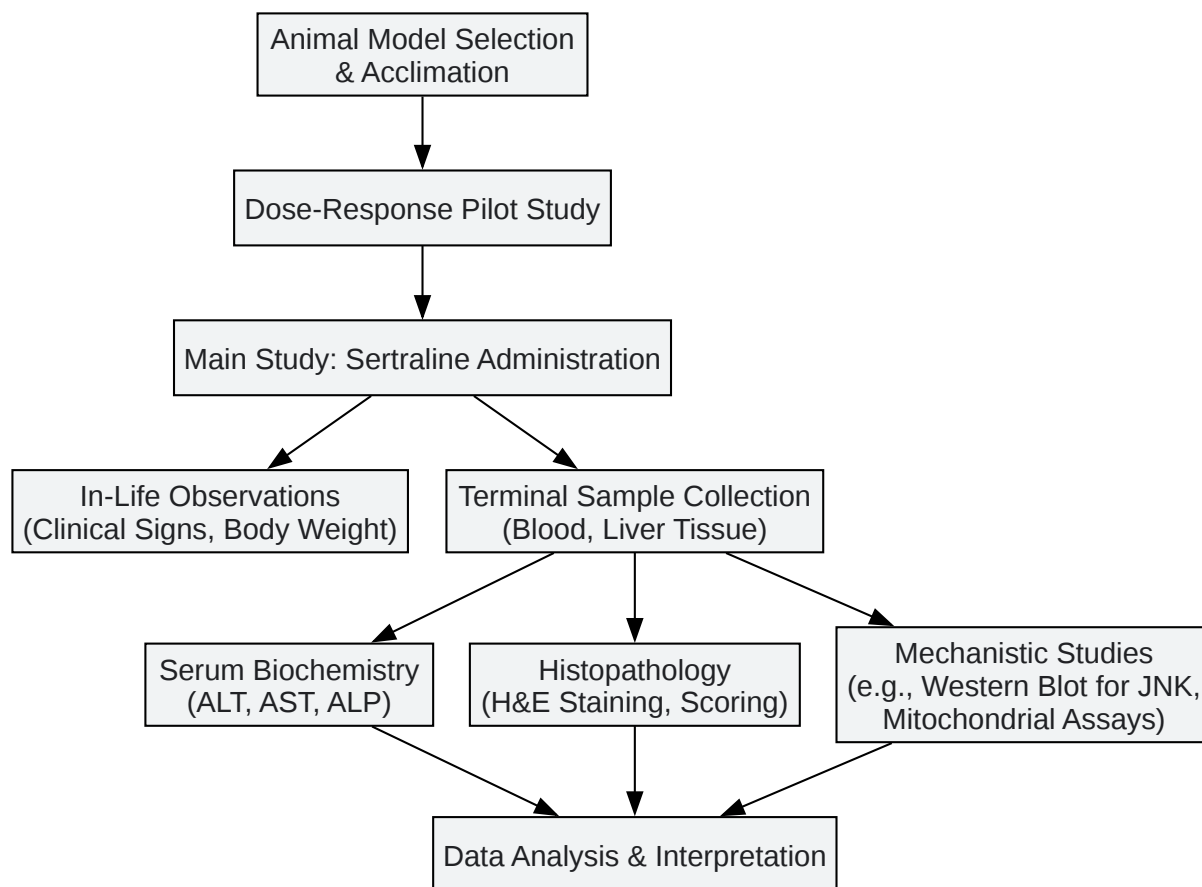 Animal Model Selection
& Acclimation
Dose-Response Pilot Study
Main Study: Sertraline Administration
In-Life Observations
(Clinical Signs, Body Weight)
Terminal Sample Collection
(Blood, Liver Tissue)
Serum Biochemistry
(ALT, AST, ALP)
Histopathology
(H&E Staining, Scoring)
Mechanistic Studies
(e.g., Western Blot for JNK,
Mitochondrial Assays)
Data Analysis & Interpretation